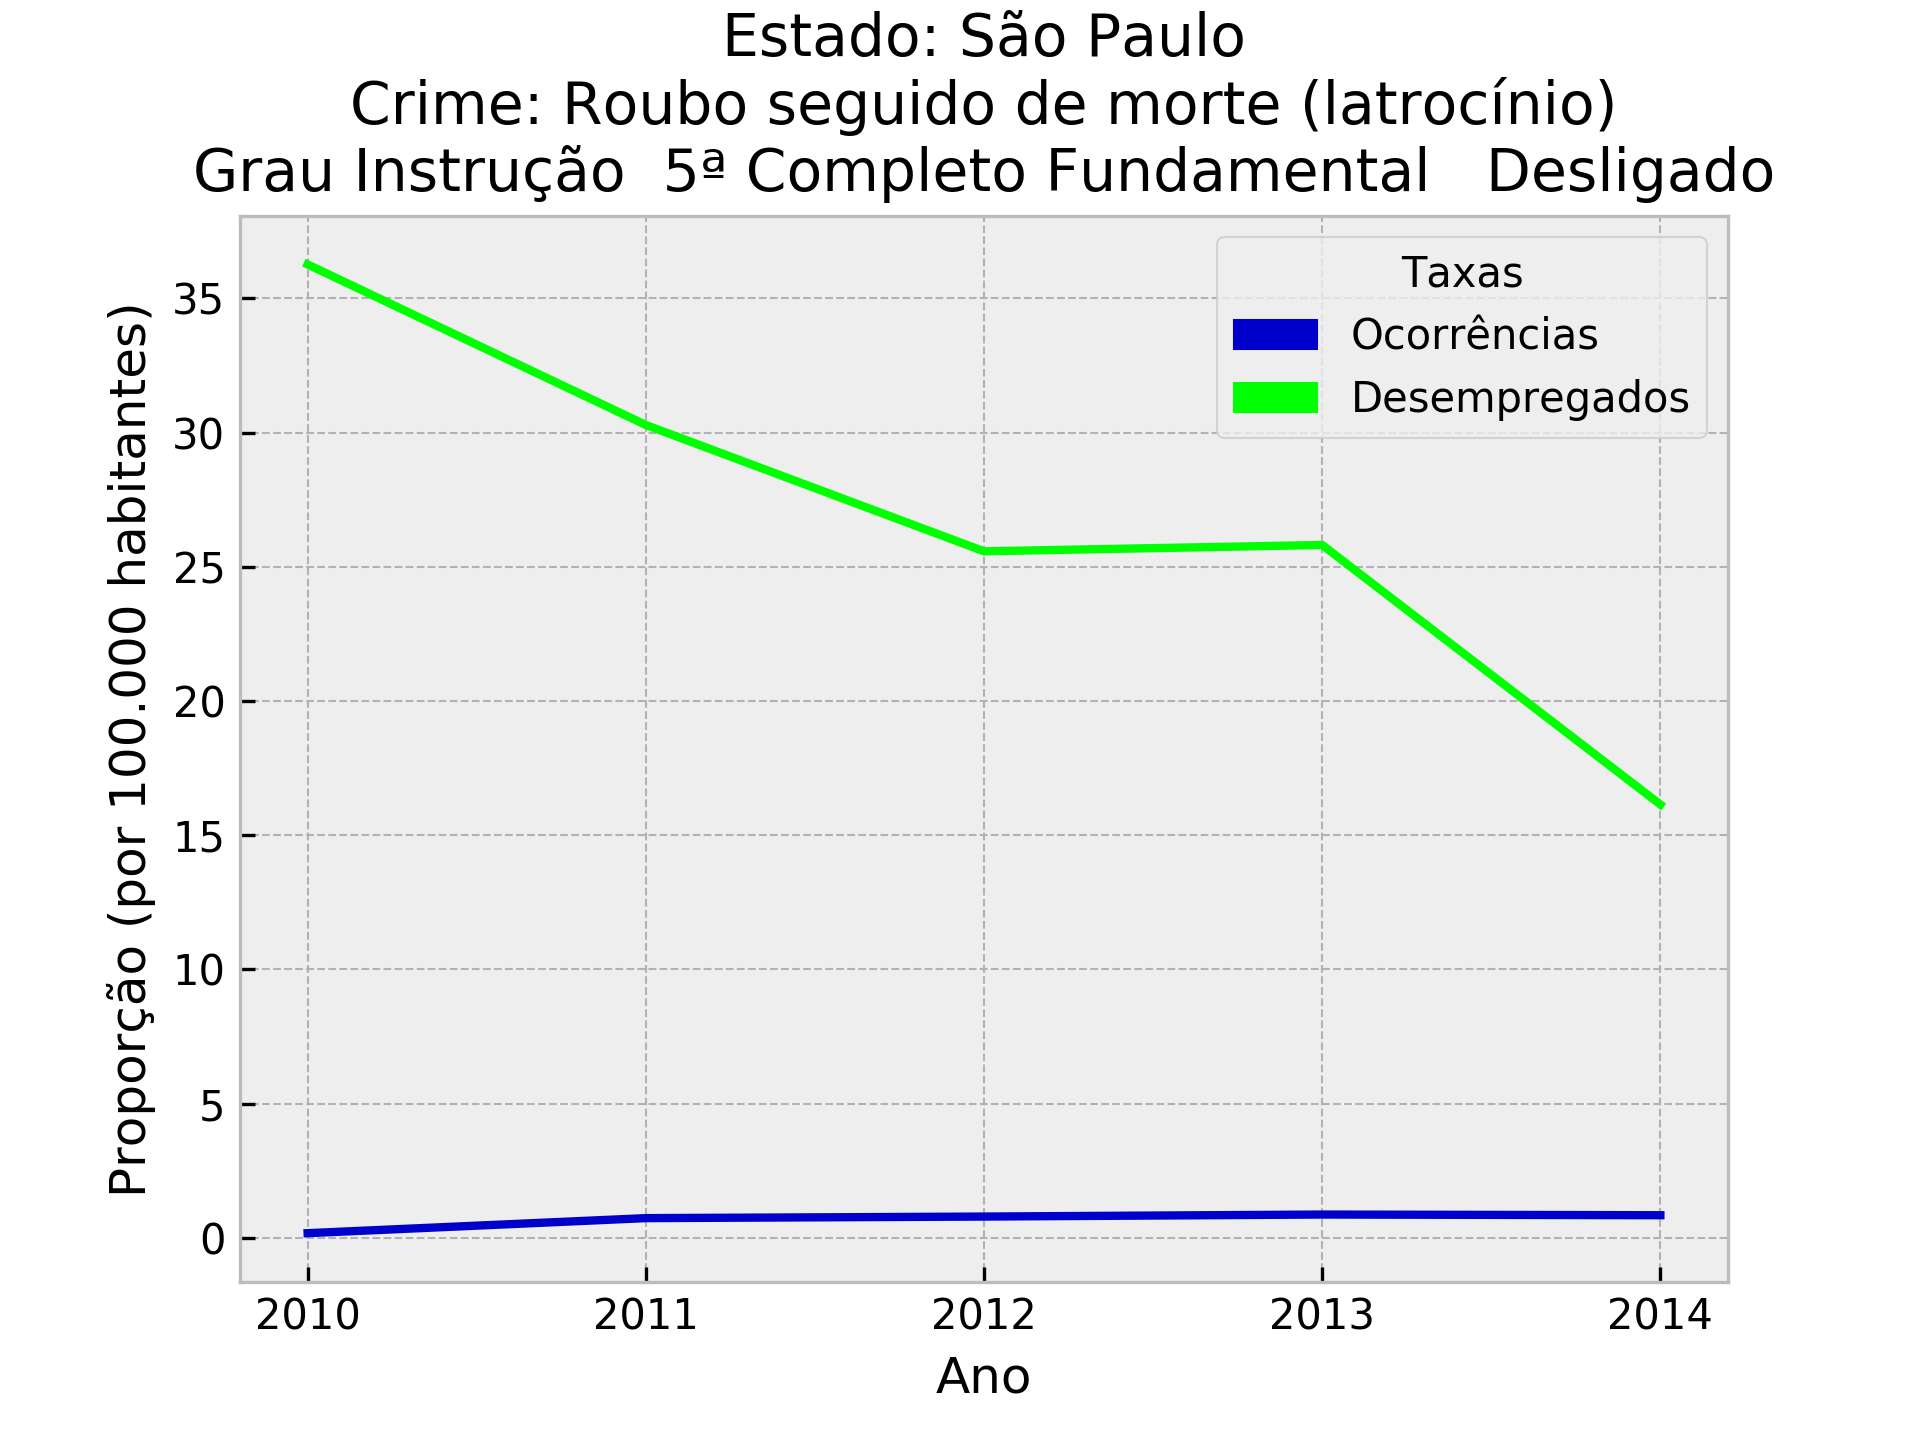 Estado: São Paulo
Crime: Roubo seguido de morte (latrocínio)
Grau Instrução  5ª Completo Fundamental   Desligado
Taxas
Ocorrências
Desempregados
Proporção (por 100.000 habitantes)
35
30
25
20
15
10
5
0
2010 2011 2012 2013 2014
Ano